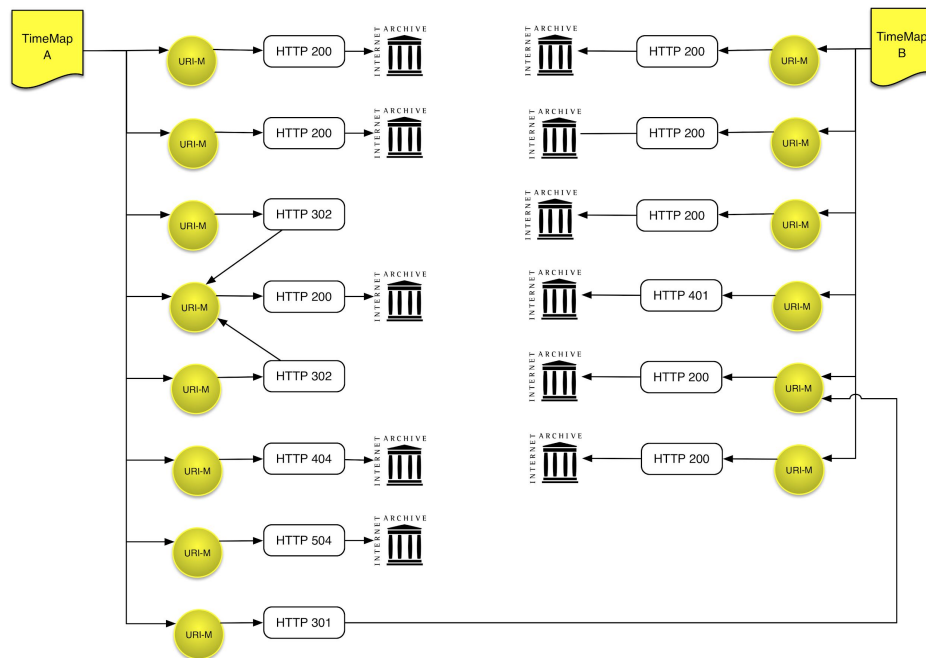 TimeMap
A
URI-M
HTTP 200
INTERNET
ARCHIVE
INTERNET
ARCHIVE
HTTP 200
URI-M
TimeMap
B
URI-M
HTTP 200
INTERNET
ARCHIVE
INTERNET
ARCHIVE
HTTP 200
URI-M
URI-M
HTTP 302
INTERNET
ARCHIVE
HTTP 200
URI-M
URI-M
HTTP 200
INTERNET
ARCHIVE
INTERNET
ARCHIVE
HTTP 401
URI-M
URI-M
HTTP 302
INTERNET
ARCHIVE
HTTP 200
URI-M
URI-M
HTTP 404
INTERNET
ARCHIVE
INTERNET
ARCHIVE
HTTP 200
URI-M
URI-M
HTTP 504
INTERNET
ARCHIVE
URI-M
HTTP 301